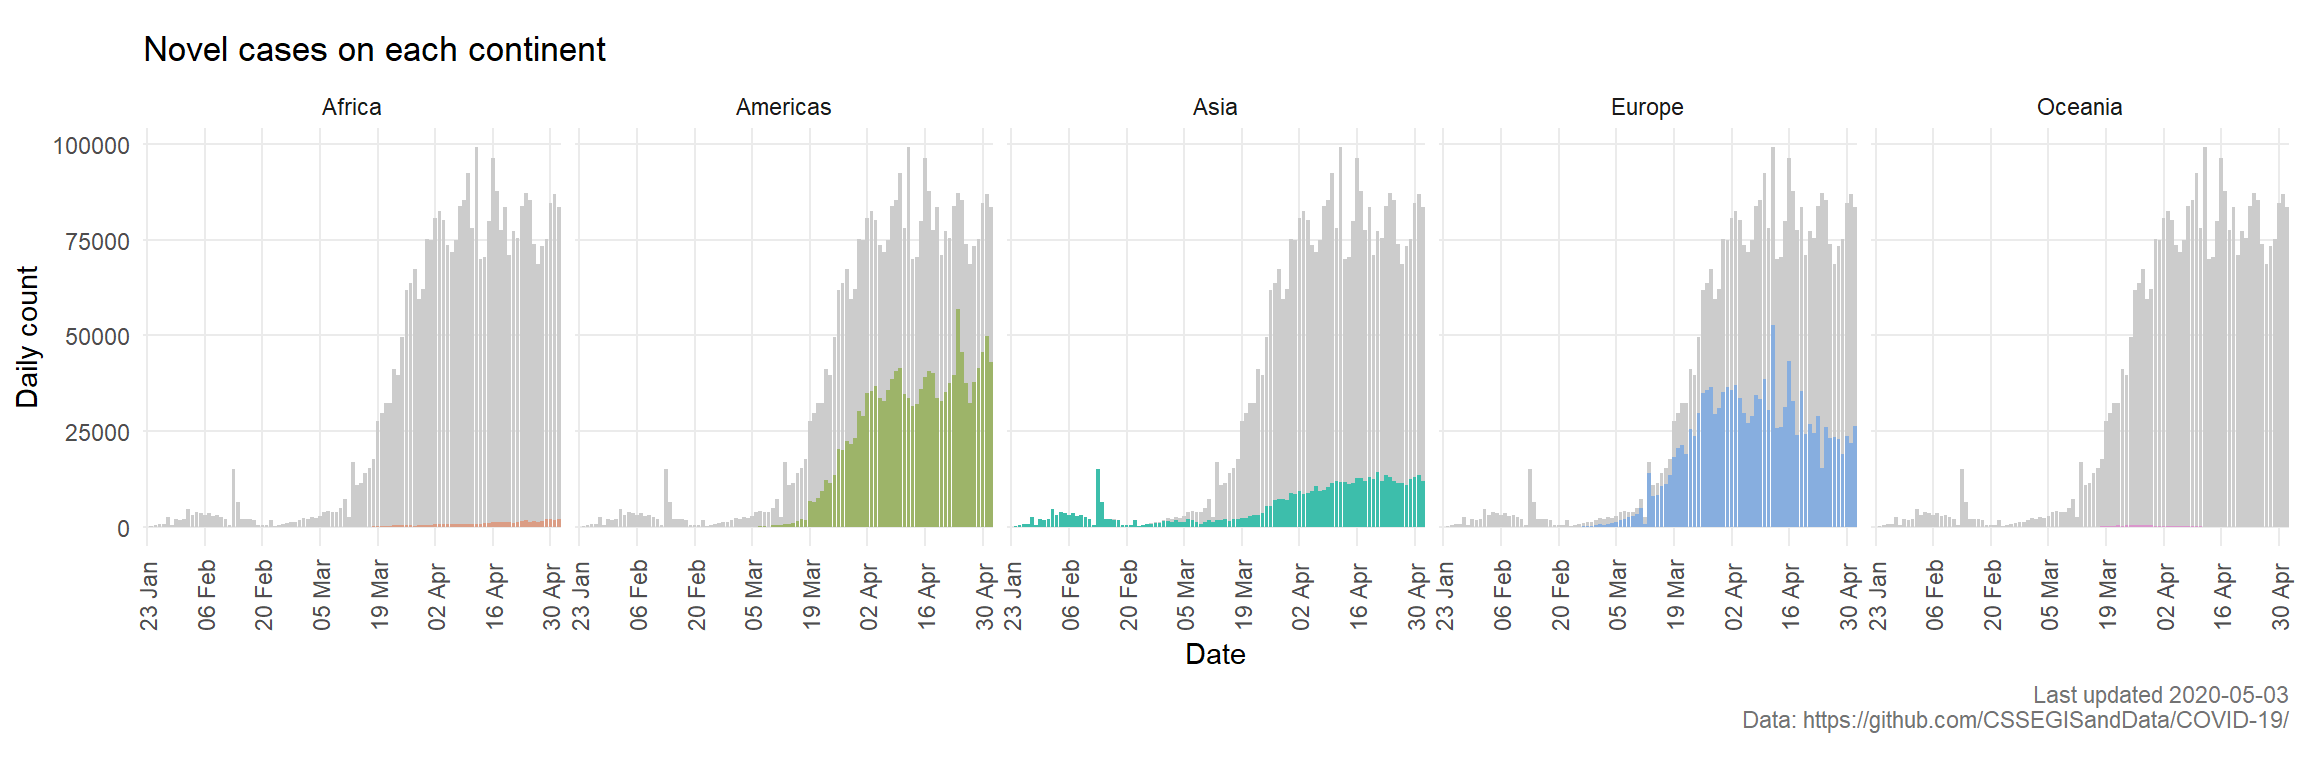 Novel cases on each continent
Africa
Americas
Asia
Europe
Oceania
Daily count
100000
75000
50000
25000
0
23 Jan
06 Feb
20 Feb
05 Mar
19 Mar
02 Apr
16 Apr
30 Apr
23 Jan
06 Feb
20 Feb
05 Mar
19 Mar
02 Apr
16 Apr
30 Apr
23 Jan
06 Feb
20 Feb
05 Mar
19 Mar
02 Apr
16 Apr
30 Apr
23 Jan
06 Feb
20 Feb
05 Mar
19 Mar
02 Apr
16 Apr
30 Apr
23 Jan
06 Feb
20 Feb
05 Mar
19 Mar
02 Apr
16 Apr
30 Apr
Date
Last updated 2020-05-03
Data: https://github.com/CSSEGISandData/COVID-19/